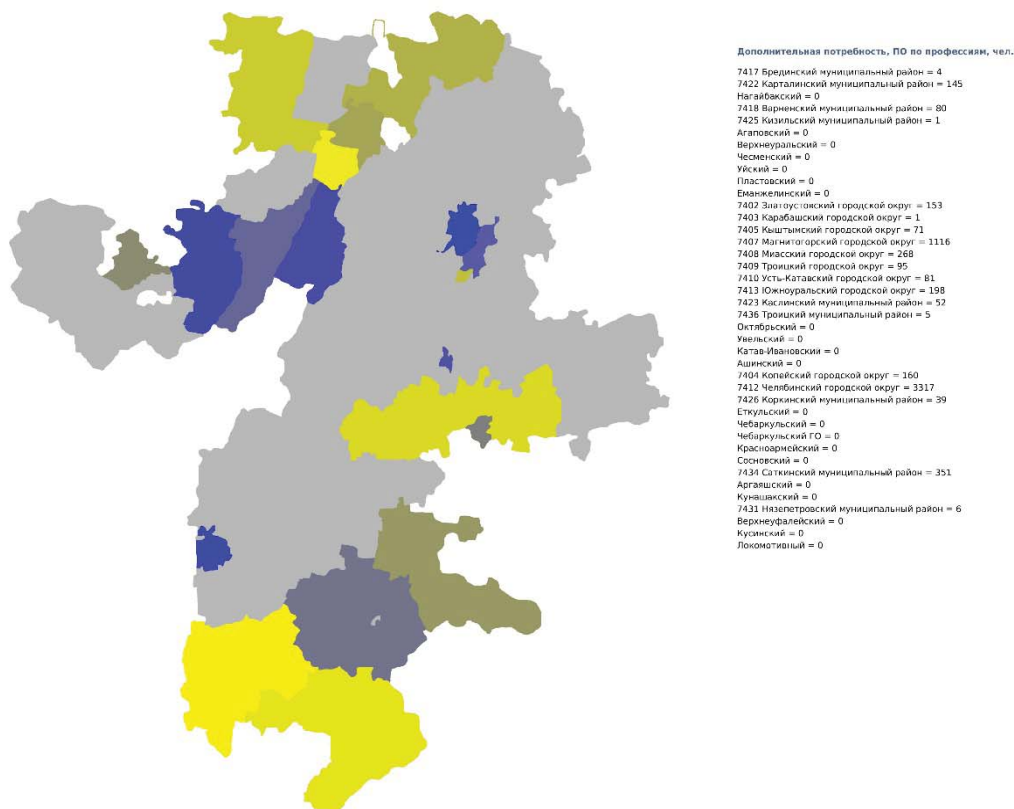 Дополнительная потребность, ПО по профессиям, чел.
7417 Брединский муниципальный район = 4
7422 Карталинский муниципальный район = 145
Нагайбакский = 0
7418 Варненский муниципальный район = 80
7425 Кизильский муниципальный район = 1
Агаповский = 0
Верхнеуральский = 0
Чесменский = 0
Уйский = 0
Пластовский = 0
Еманжелинский = 0
7402 Златоустовский городской округ = 153
7403 Карабашский городской округ = 1
7405 Кыштымский городской округ = 71
7407 Магнитогорский городской округ = 1116
7408 Миасский городской округ = 268
7409 Троицкий городской округ = 95
7410 Усть-Катавский городской округ = 81
7413 Южноуральский городской округ = 198
7423 Каслинский муниципальный район = 52
7436 Троицкий муниципальный район = 5
Октябрьский = 0
Увельский = 0
Катав-Ивановский = 0
Ашинский = 0
7404 Копейский городской округ = 160
7412 Челябинский городской округ = 3317
7426 Коркинский муниципальный район = 39
Еткульский = 0
Чебаркульский = 0
Чебаркульский ГО = 0
Красноармейский = 0
Сосновский = 0
7434 Саткинский муниципальный район = 351
Аргаяшский = 0
Кунашакский = 0
7431 Нязепетровский муниципальный район = 6
Верхнеуфалейский = 0
Кусинский = 0
Локомотивный = 0